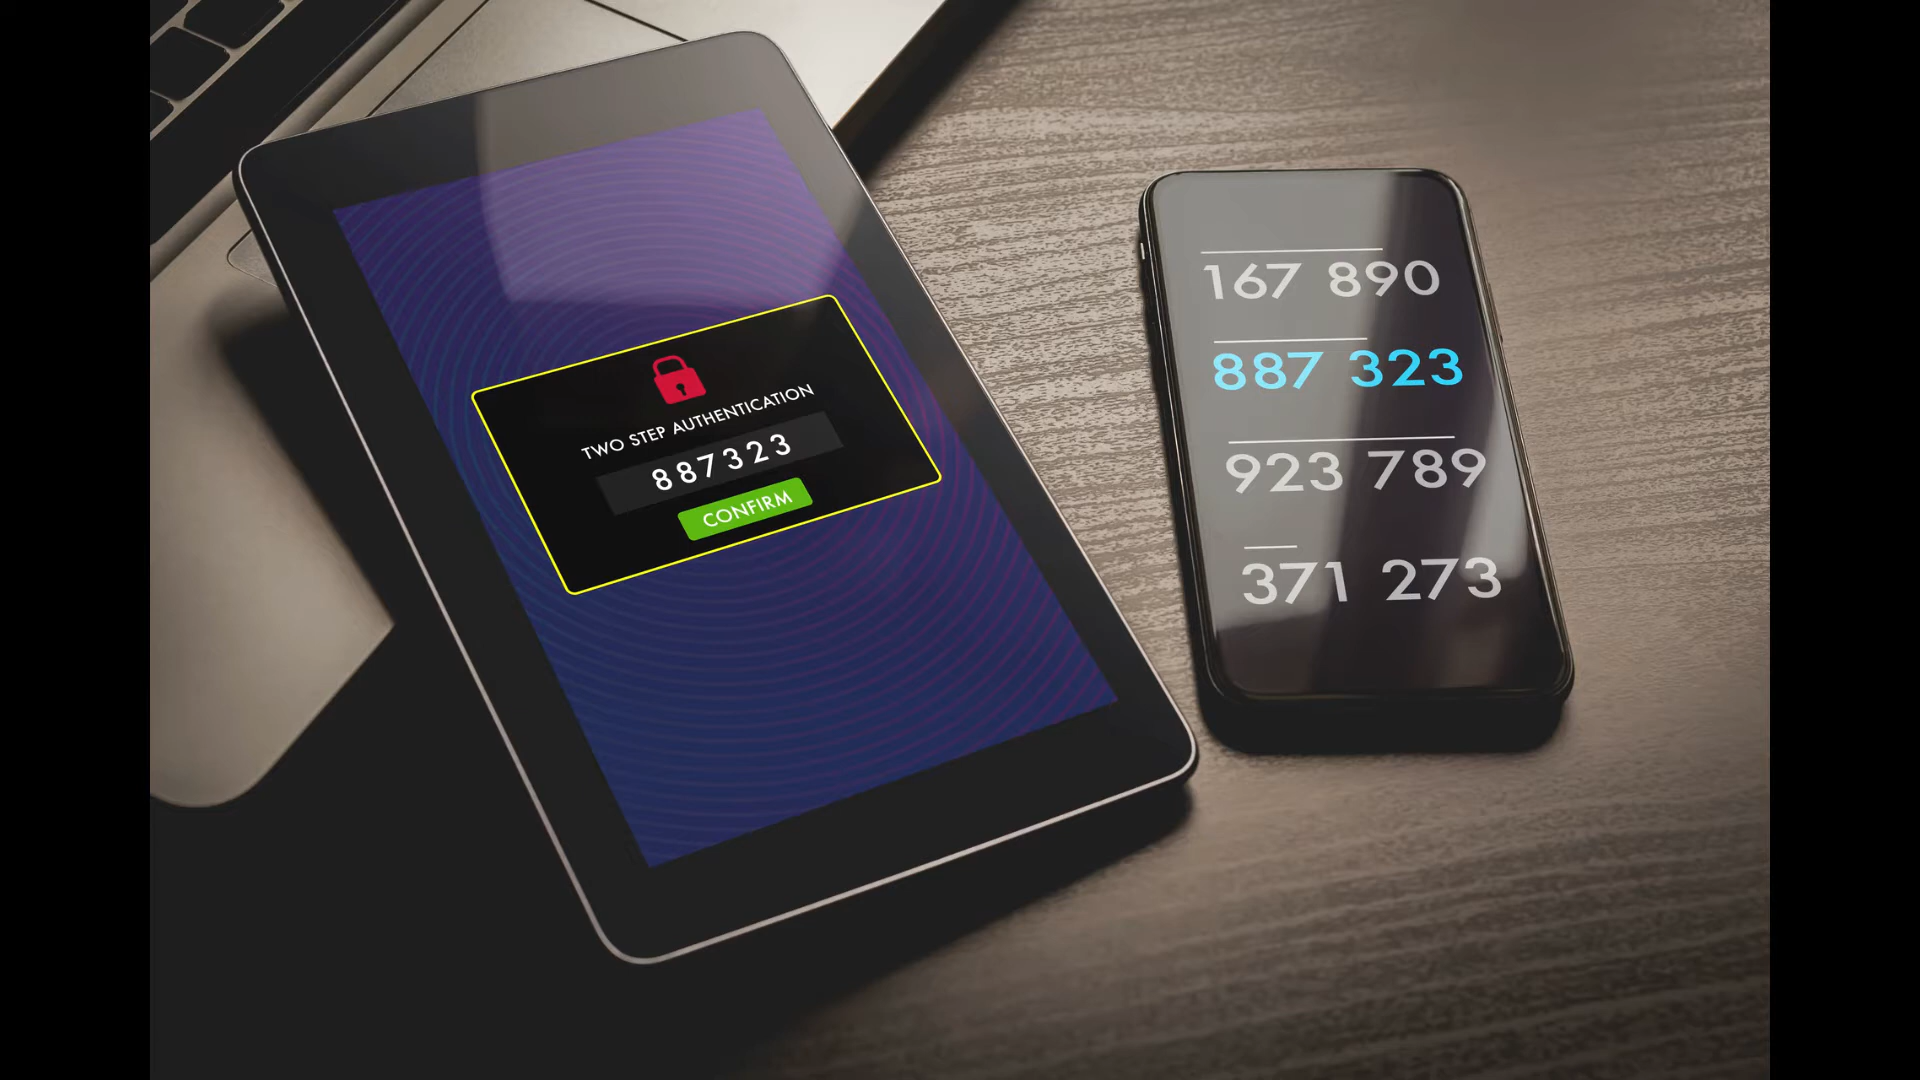 TWO STEP AUTHENTICATION
887323
CONFIRM
167 890
887 323
923 789
371 273